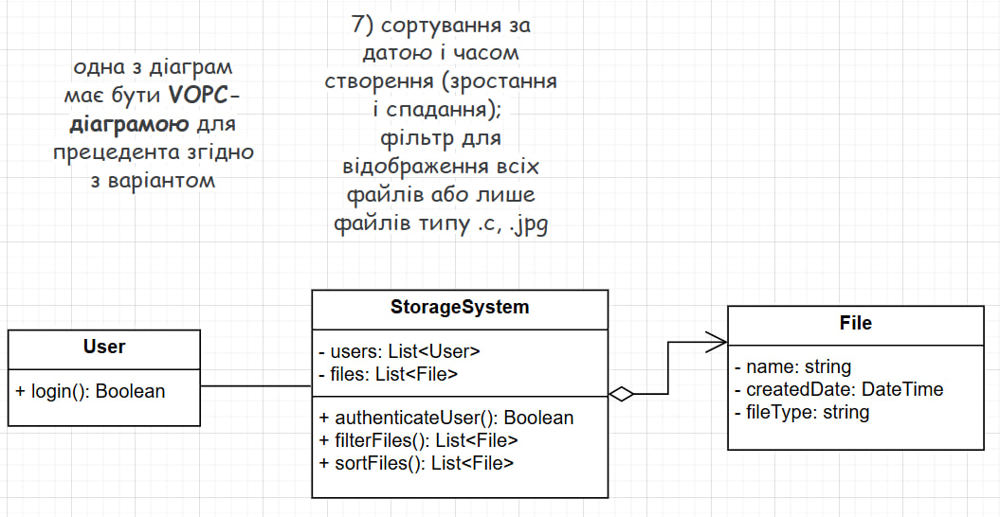 одна з діаграм
має бути VOPC-
діаграмою для
прецедента згідно
з варіантом
7) сортування за
датою і часом
створення (зростання
і спадання);
фільтр для
відображення всіх
файлів або лише
файлів типу .c, .jpg
User
+ login(): Boolean
StorageSystem
- users: List<User>
- files: List<File>
+ authenticateUser(): Boolean
+ filterFiles(): List<File>
+ sortFiles(): List<File>
File
- name: string
- createdDate: DateTime
- fileType: string